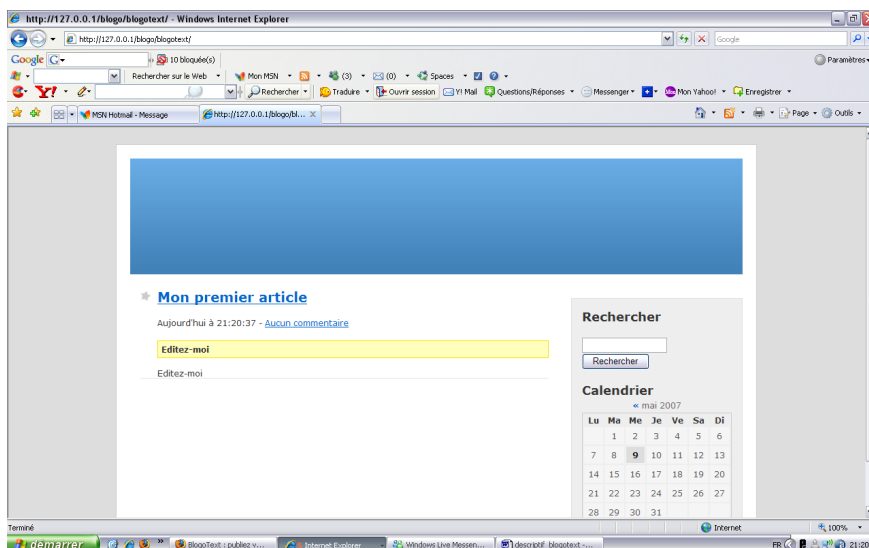 http://127.0.0.1/blogo/blogotext/ - Windows Internet Explorer
http://127.0.0.1/blogo/blogotext/
Google
Google G
10 bloquée(s)
Paramètres
Rechercher sur le Web
Mon MSN
(3)
(0)
Spaces
Y!
Rechercher
Traduire
Ouvrir session
Y! Mail
Questions/Réponses
Messenger
Mon Yahoo!
Enregistrer
MSN Hotmail - Message
http://127.0.0.1/blogo/bl...
Page
Outils
Mon premier article
Aujourd'hui à 21:20:37 - Aucun commentaire
Editez-moi
Editez-moi
Rechercher
Rechercher
Calendrier
« mai 2007
Lu Ma Me Je Ve Sa Di
1 2 3 4 5 6
7 8 9 10 11 12 13
14 15 16 17 18 19 20
21 22 23 24 25 26 27
28 29 30 31
Terminé
Internet
100%
démarrer
»
BlogoText : publiez v...
Internet Explorer
Windows Live Messen...
descriptif blogotext -...
FR
21:20